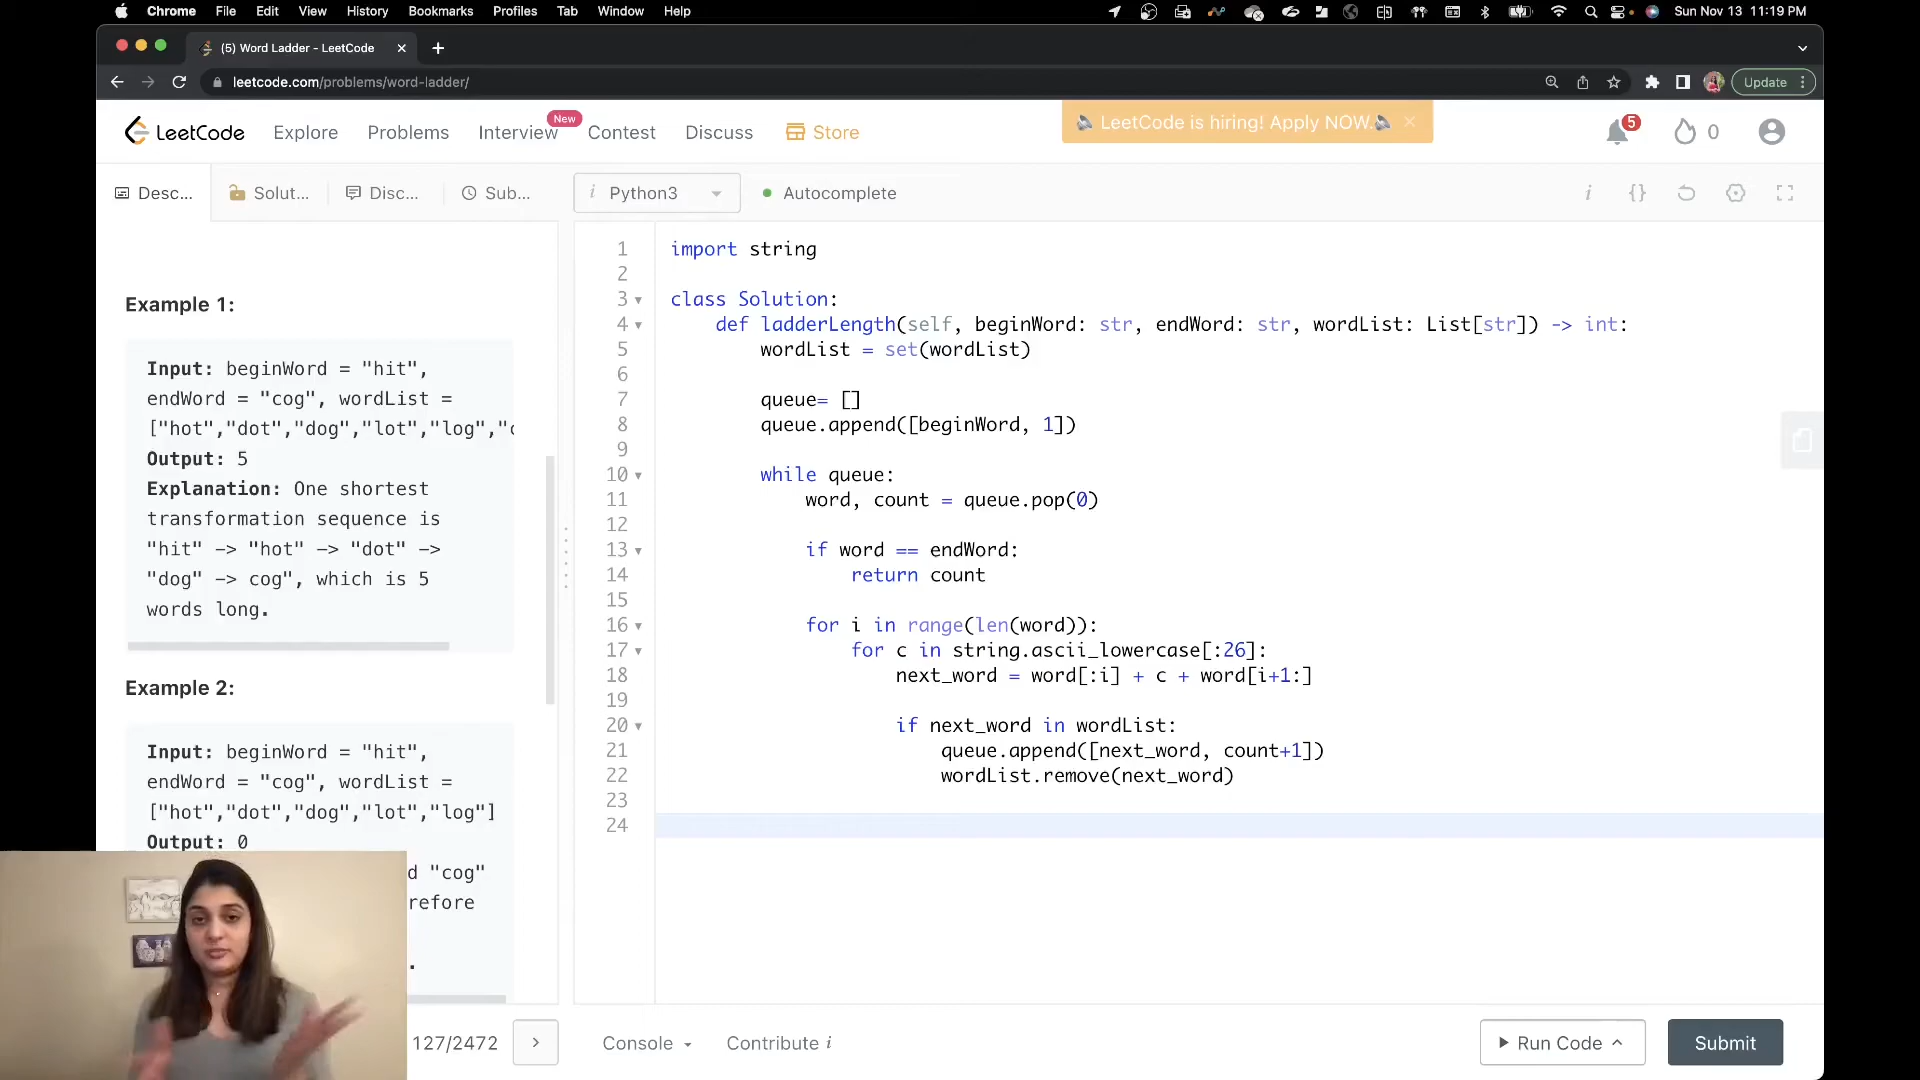 Chrome File Edit View History Bookmarks Profiles Tab Window Help Sun Nov 13 11:19 PM
(5) Word Ladder - LeetCode
leetcode.com/problems/word-ladder/ Update
LeetCode Explore Problems Interview New Contest Discuss Store LeetCode is hiring! Apply NOW. 5 0
Desc... Solut... Disc... Sub... i Python3 Autocomplete i {}
Example 1:
Input: beginWord = "hit",
endWord = "cog", wordList =
["hot","dot","dog","lot","log","c
Output: 5
Explanation: One shortest
transformation sequence is
"hit" -> "hot" -> "dot" ->
"dog" -> cog", which is 5
words long.
Example 2:
Input: beginWord = "hit",
endWord = "cog", wordList =
["hot","dot","dog","lot","log"]
Output: 0
d "cog"
refore
.
1 import string
2
3 class Solution:
4 def ladderLength(self, beginWord: str, endWord: str, wordList: List[str]) -> int:
5 wordList = set(wordList)
6
7 queue= []
8 queue.append([beginWord, 1])
9
10 while queue:
11 word, count = queue.pop(0)
12
13 if word == endWord:
14 return count
15
16 for i in range(len(word)):
17 for c in string.ascii_lowercase[:26]:
18 next_word = word[:i] + c + word[i+1:]
19
20 if next_word in wordList:
21 queue.append([next_word, count+1])
22 wordList.remove(next_word)
23
24
127/2472 > Console Contribute i Run Code Submit